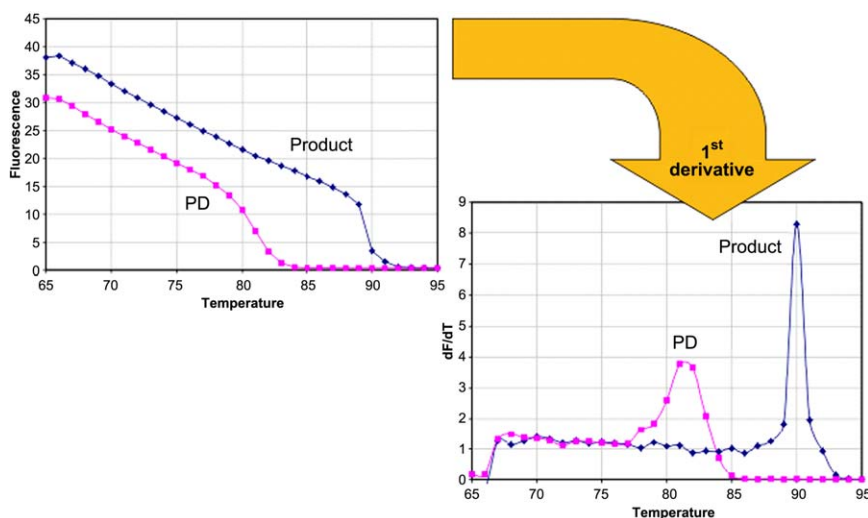 45
40
35
30
25
20
15
10
5
0
Fluorescence
Product
PD
65 70 75 80 85 90 95
Temperature
1st
derivative
9
8
7
6
5
4
3
2
1
0
dF/dT
Product
PD
65 70 75 80 85 90 95
Temperature